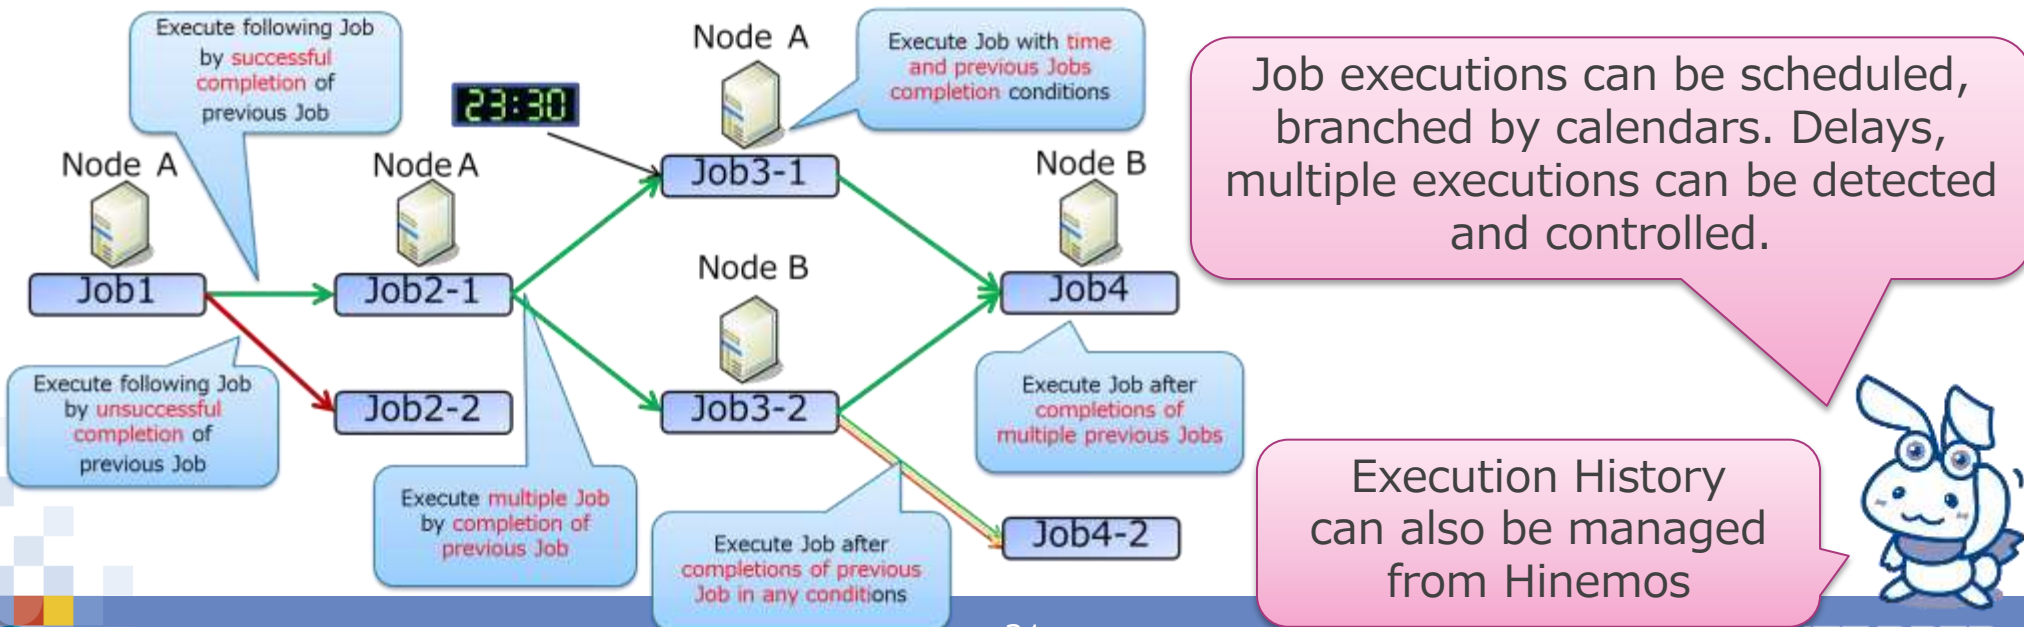 Execute following Job
by successful
completion of
previous Job
Node A
Execute Job with time
and previous Jobs
completion conditions
23:30
Job executions can be scheduled,
branched by calendars. Delays,
multiple executions can be detected
and controlled.
Node A
Node A
Job3-1
Node B
Job1
Job2-1
Node B
Job4
Execute following Job
by unsuccessful
completion of
previous Job
Job2-2
Job3-2
Execute Job after
completions of
multiple previous Jobs
Execute multiple Job
by completion of
previous Job
Execute Job after
completions of previous
Job in any conditions
Job4-2
Execution History
can also be managed
from Hinemos